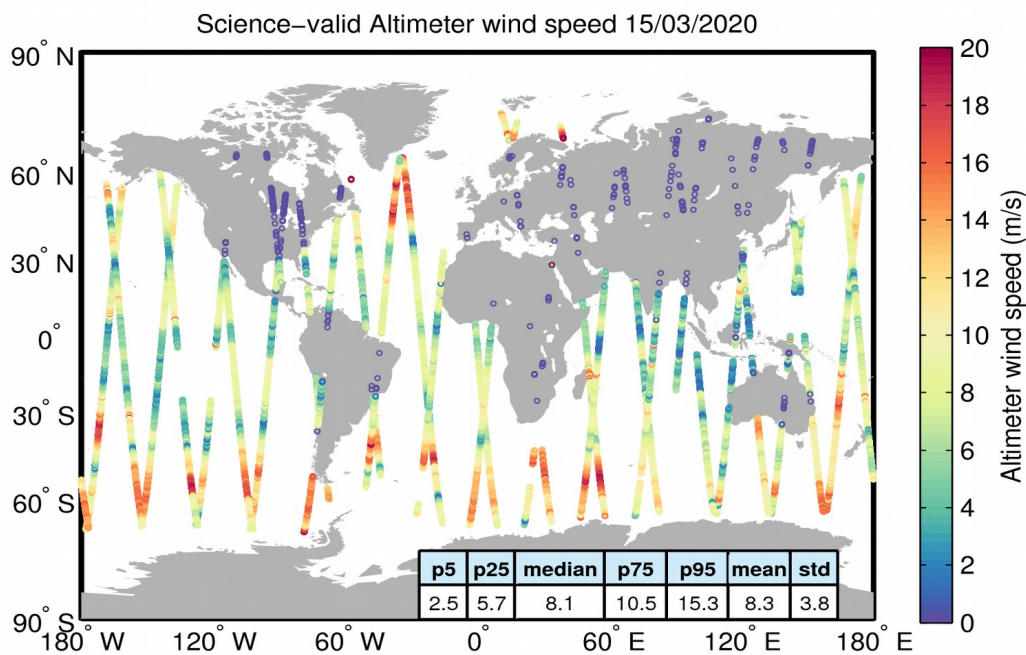 Science-valid Altimeter wind speed 15/03/2020
90° N
60° N
30° N
0°
30° S
60° S
90° S
180° W
120° W
60° W
0°
60° E
120° E
180° E
p5 p25 median p75 p95 mean std
2.5 5.7 8.1 10.5 15.3 8.3 3.8
20
18
16
14
12
10
8
6
4
2
0
Altimeter wind speed (m/s)